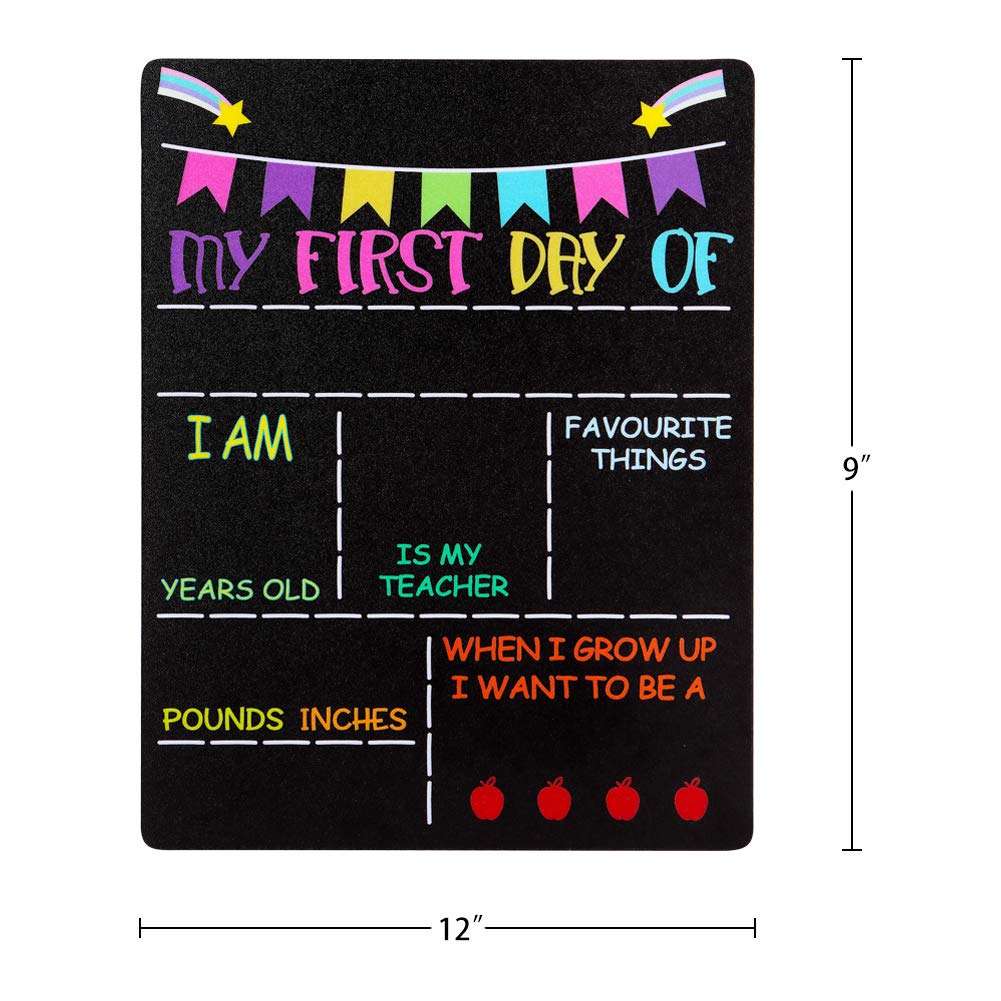 MY FIRST DAY OF
I AM
YEARS OLD
IS MY
TEACHER
FAVOURITE
THINGS
POUNDS INCHES
WHEN I GROW UP
I WANT TO BE A
9"
12"